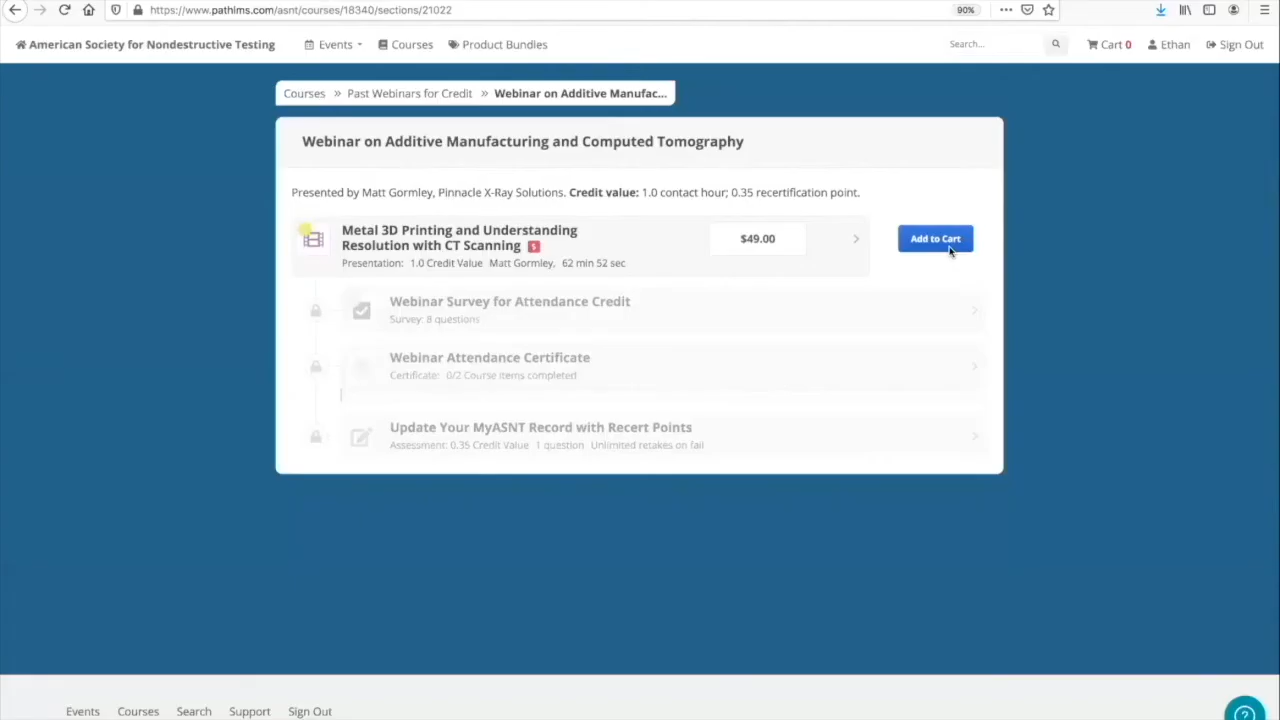 https://www.pathlms.com/asnt/courses/18340/sections/21022
90%
American Society for Nondestructive Testing
Events
Courses
Product Bundles
Search...
Cart 0
Ethan
Sign Out
Courses » Past Webinars for Credit » Webinar on Additive Manufac...
Webinar on Additive Manufacturing and Computed Tomography
Presented by Matt Gormley, Pinnacle X-Ray Solutions. Credit value: 1.0 contact hour; 0.35 recertification point.
Metal 3D Printing and Understanding
Resolution with CT Scanning $
Presentation: 1.0 Credit Value Matt Gormley, 62 min 52 sec
$49.00
Add to Cart
Webinar Survey for Attendance Credit
Survey: 8 questions
Webinar Attendance Certificate
Certificate: 0/2 Course Items completed
Update Your MyASNT Record with Recert Points
Assessment: 0.35 Credit Value 1 question Unlimited retakes on fail
Events
Courses
Search
Support
Sign Out
?